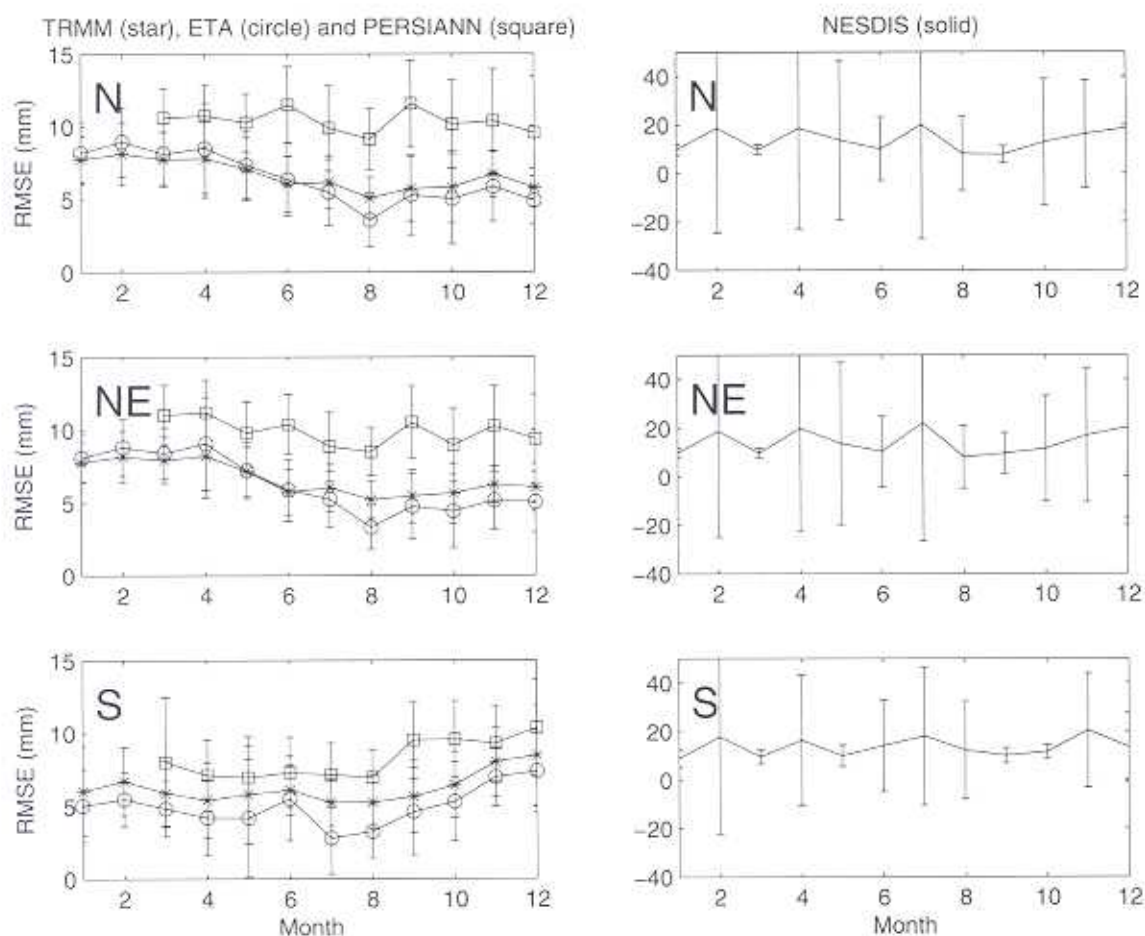 TRMM (star), ETA (circle) and PERSIANN (square)
NESDIS (solid)
15
10
5
0
RMSE (mm)
N
2 4 6 8 10 12
40
20
0
−20
−40
N
2 4 6 8 10 12
15
10
5
0
RMSE (mm)
NE
2 4 6 8 10 12
40
20
0
−20
−40
NE
2 4 6 8 10 12
15
10
5
0
RMSE (mm)
S
2 4 6 8 10 12
Month
40
20
0
−20
−40
S
2 4 6 8 10 12
Month